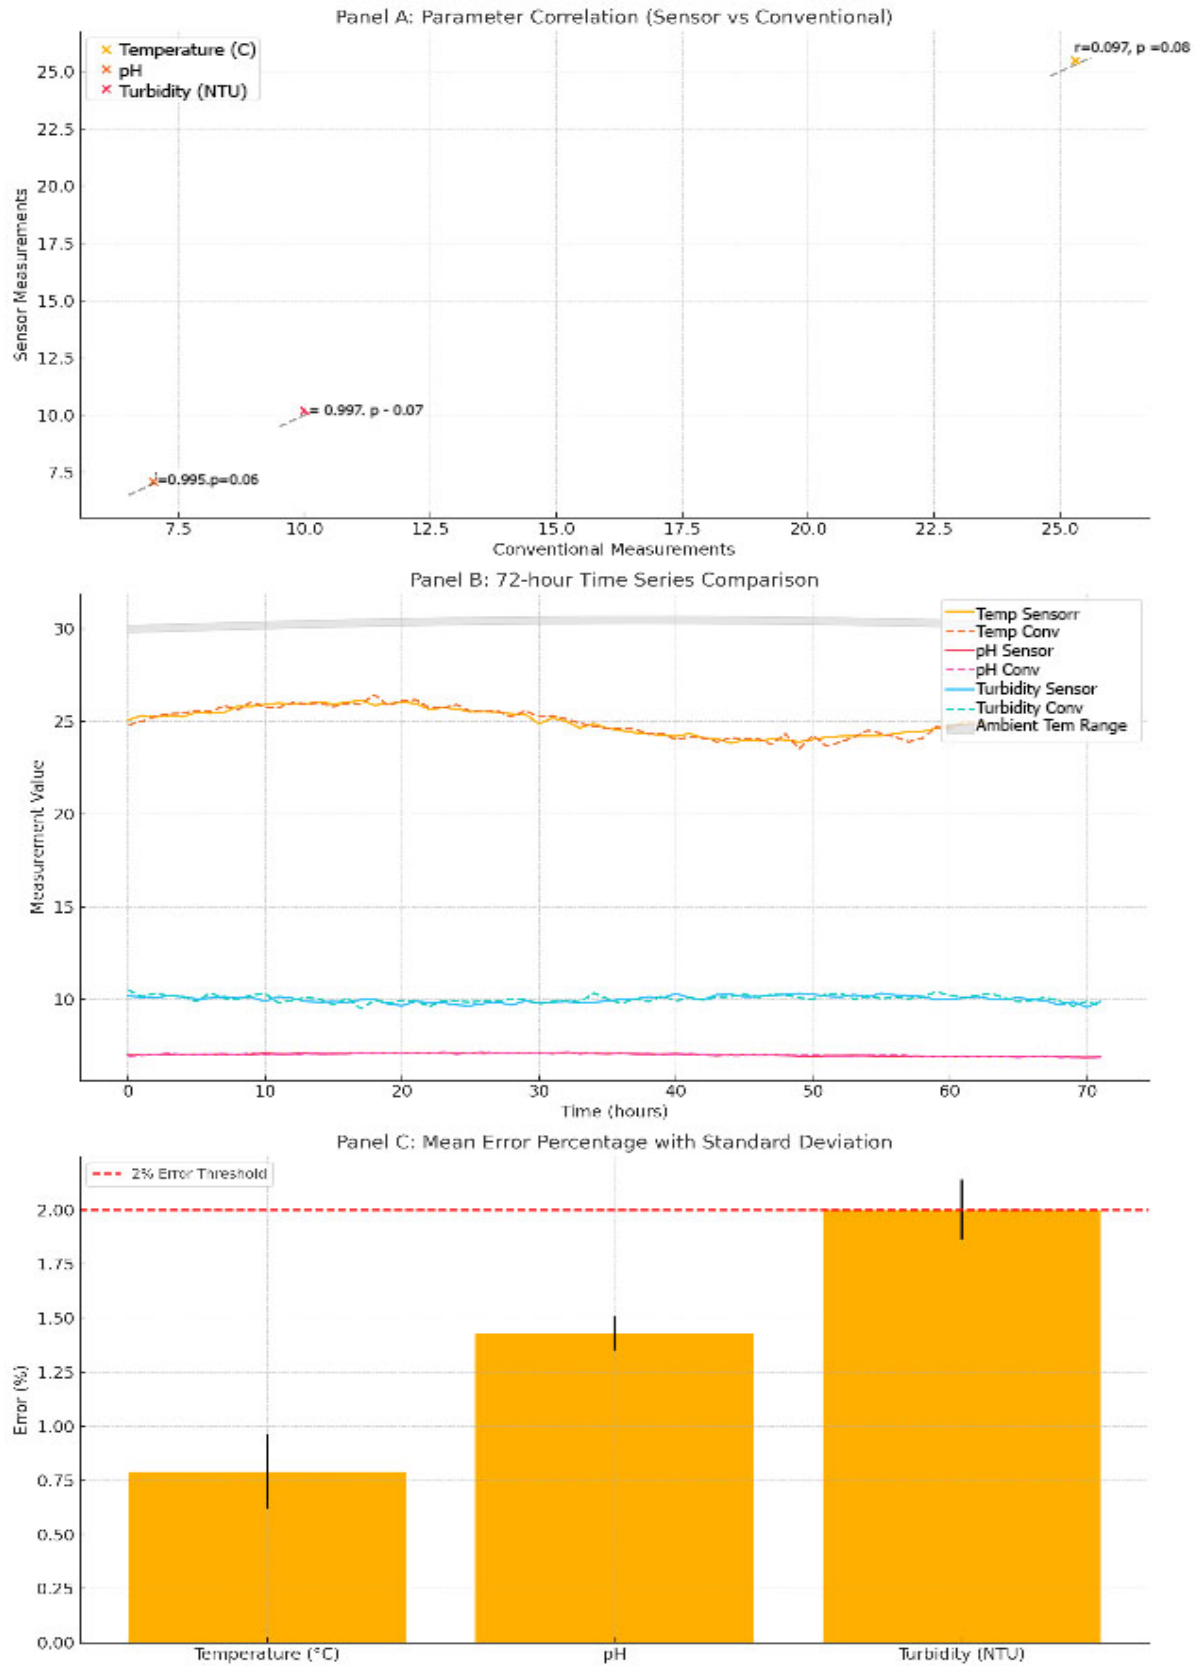 Panel A: Parameter Correlation (Sensor vs Conventional)
Temperature (C)
pH
Turbidity (NTU)
r=0.097, p =0.08
= 0.997. p - 0.07
=0.995.p=0.06
25.0
22.5
20.0
17.5
15.0
12.5
10.0
7.5
Sensor Measurements
7.5 10.0 12.5 15.0 17.5 20.0 22.5 25.0
Conventional Measurements
Panel B: 72-hour Time Series Comparison
Temp Sensorr
Temp Conv
pH Sensor
pH Conv
Turbidity Sensor
Turbidity Conv
Ambient Tem Range
30
25
20
15
10
Measurement Value
0 10 20 30 40 50 60 70
Time (hours)
Panel C: Mean Error Percentage with Standard Deviation
2% Error Threshold
2.00
1.75
1.50
1.25
1.00
0.75
0.50
0.25
0.00
Error (%)
Temperature (°C) pH Turbidity (NTU)